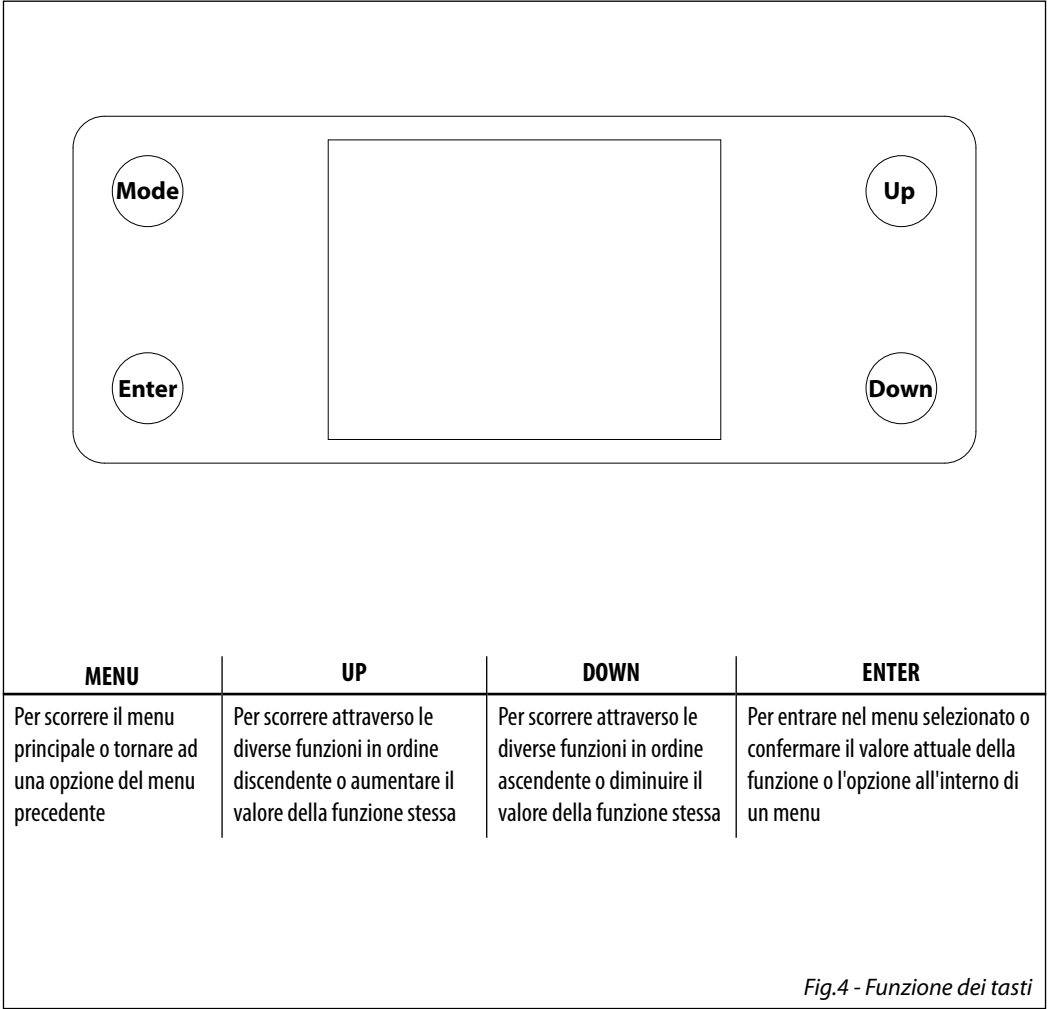 Mode
Up
Enter
Down
MENU
UP
DOWN
ENTER
Per scorrere il menu
principale o tornare ad
una opzione del menu
precedente
Per scorrere attraverso le
diverse funzioni in ordine
discendente o aumentare il
valore della funzione stessa
Per scorrere attraverso le
diverse funzioni in ordine
ascendente o diminuire il
valore della funzione stessa
Per entrare nel menu selezionato o
confermare il valore attuale della
funzione o l'opzione all'interno di
un menu
Fig.4 - Funzione dei tasti